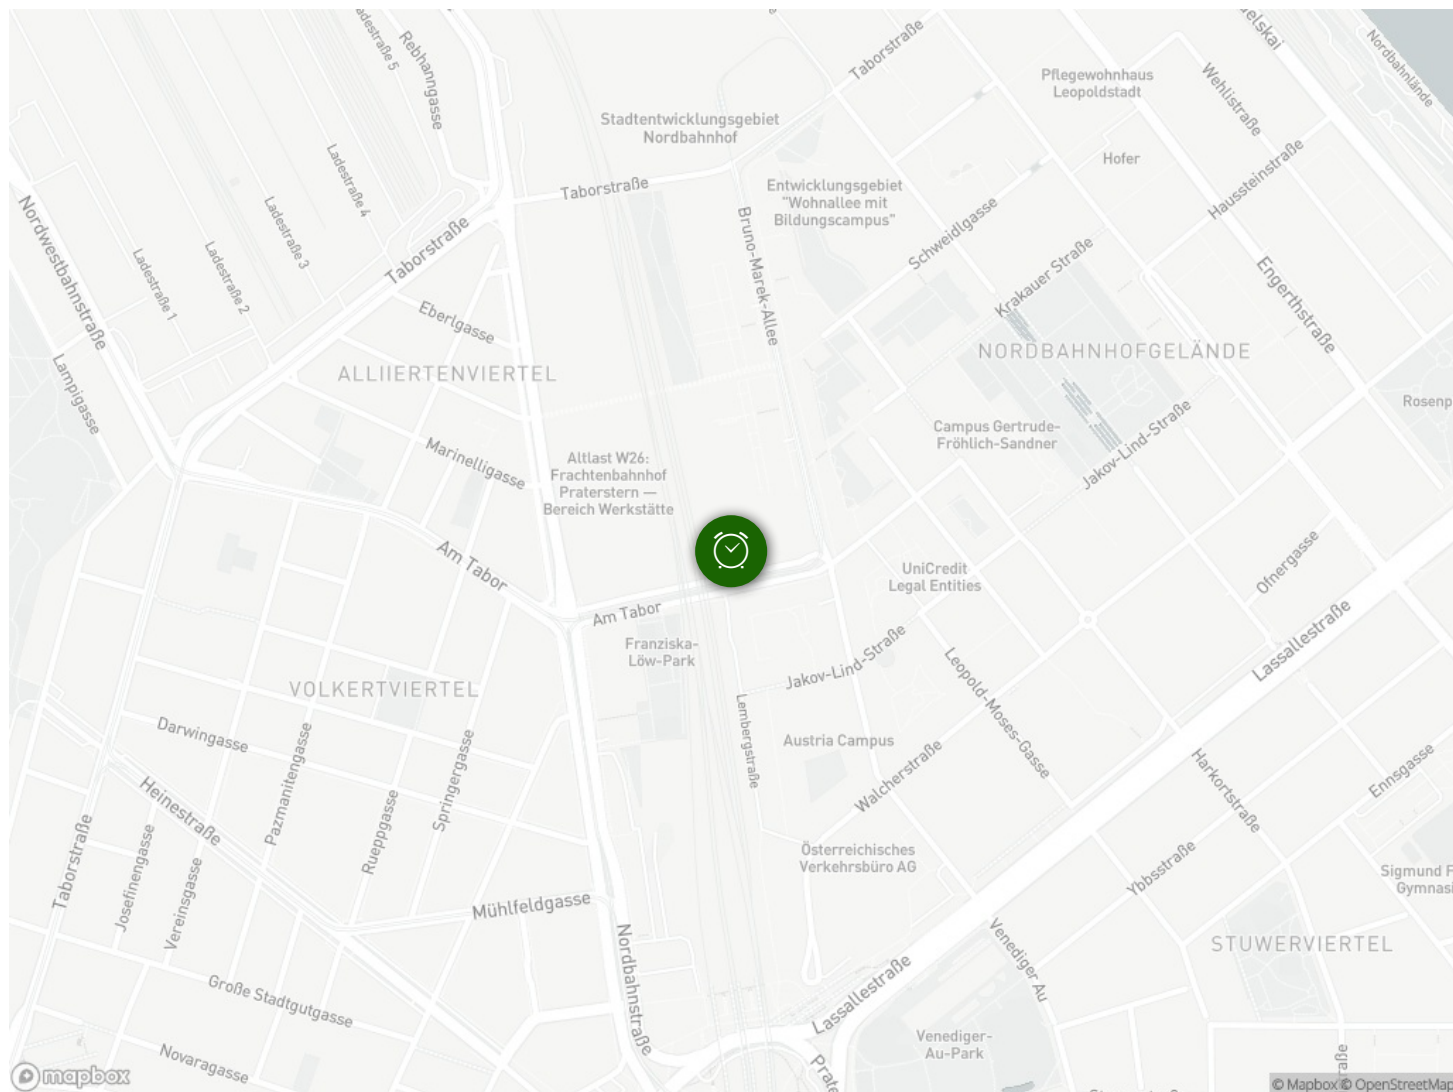 Ladestraße 5
Rebhanngasse
Taborstraße
Nordbahnlände
Pflegewohnhaus
Leopoldstadt
Wehlistraße
Stadtentwicklungsgebiet
Nordbahnhof
Hofer
Haussteinstraße
Ladestraße 4
Taborstraße
Entwicklungsgebiet
"Wohnallee mit
Bildungscampus"
Nordwestbahnstraße
Ladestraße 3
Ladestraße 2
Ladestraße 1
Taborstraße
Bruno-Marek-Allee
Schweidlgasse
Krakauer Straße
Engerthstraße
Eberlgasse
NORDBAHNHOFGELÄNDE
ALLIIERTENVIERTEL
Lampigasse
Rosenp
Campus Gertrude-
Fröhlich-Sandner
Jakov-Lind-Straße
Marinelligasse
Altlast W26:
Frachtenbahnhof
Praterstern —
Bereich Werkstätte
Am Tabor
UniCredit
Legal Entities
Ofnergasse
Am Tabor
Franziska-
Löw-Park
Jakov-Lind-Straße
Lassallestraße
VOLKERTVIERTEL
Leopold-Moses-Gasse
Darwingasse
Pazmanitengasse
Springergasse
Lembergstraße
Austria Campus
Walcherstraße
Harkortstraße
Ennsgasse
Heinestraße
Rueppgasse
Taborstraße
Josefinengasse
Vereinsgasse
Österreichisches
Verkehrsbüro AG
Ybbsstraße
Sigmund F
Gymnasi
Mühlfeldgasse
Nordbahnstraße
Venediger Au
STUWERVIERTEL
Große Stadtgutgasse
Lassallestraße
Venediger-
Au-Park
Novaragasse
Prate
mapbox
© Mapbox © OpenStreetMap